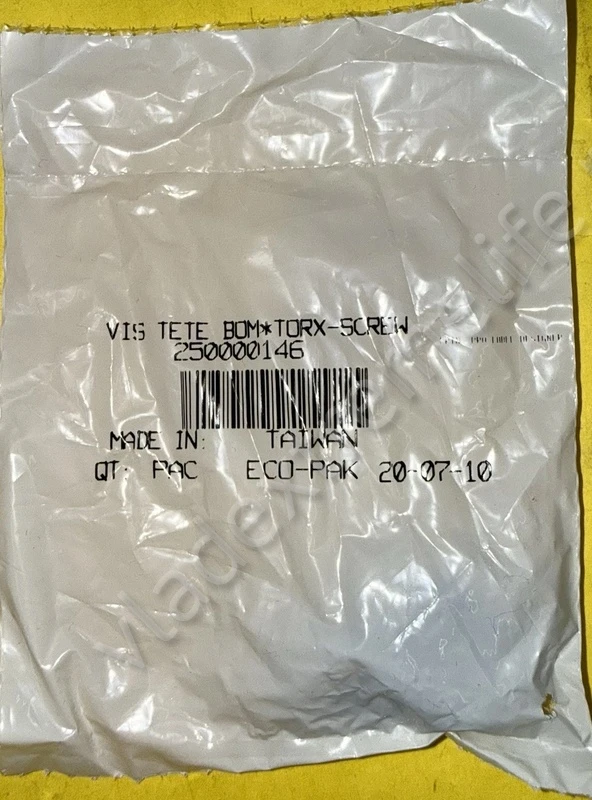 VIS TETE BOM*TORX-SCREW
250000146
MADE IN: TAIWAN
QT: PAC ECO-PAK 20-07-10